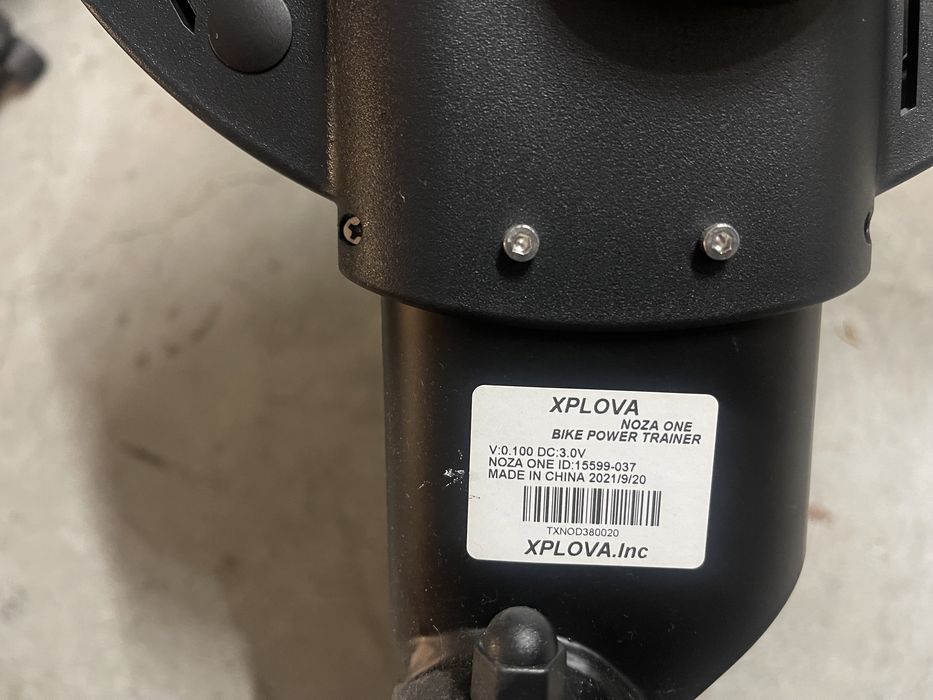 XPLOVA
NOZA ONE
BIKE POWER TRAINER
V:0.100 DC:3.0V
NOZA ONE ID:15599-037
MADE IN CHINA 2021/9/20
TXNOD380020
XPLOVA.Inc